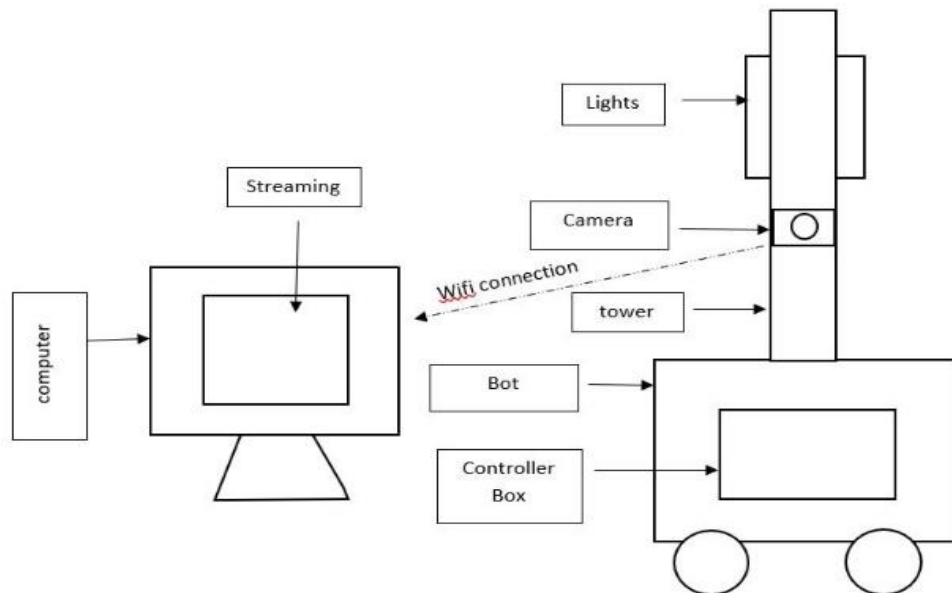 Lights
Streaming
Camera
Wifi connection
computer
tower
Bot
Controller
Box